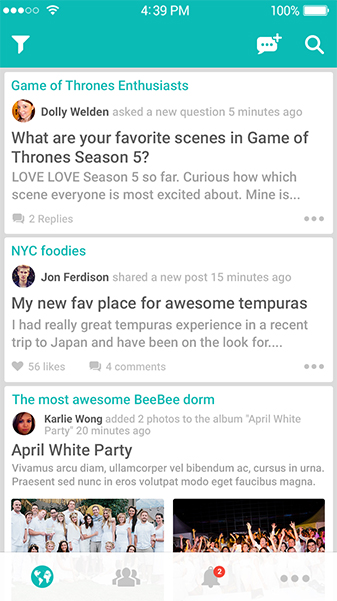 4:39 PM 100%
Game of Thrones Enthusiasts
Dolly Welden asked a new question 5 minutes ago
What are your favorite scenes in Game of
Thrones Season 5?
LOVE LOVE Season 5 so far. Curious how which
scene everyone is most excited about. Mine is...
2 Replies
NYC foodies
Jon Ferdison shared a new post 15 minutes ago
My new fav place for awesome tempuras
I had really great tempuras experience in a recent
trip to Japan and have been on the look for....
56 likes 4 comments
The most awesome BeeBee dorm
Karlie Wong added 2 photos to the album "April White
Party" 20 minutes ago
April White Party
Vivamus arcu diam, ullamcorper vel bibendum ac, cursus in urna.
Praesent sed nunc in eros volutpat modo eget faucibus magna.
2